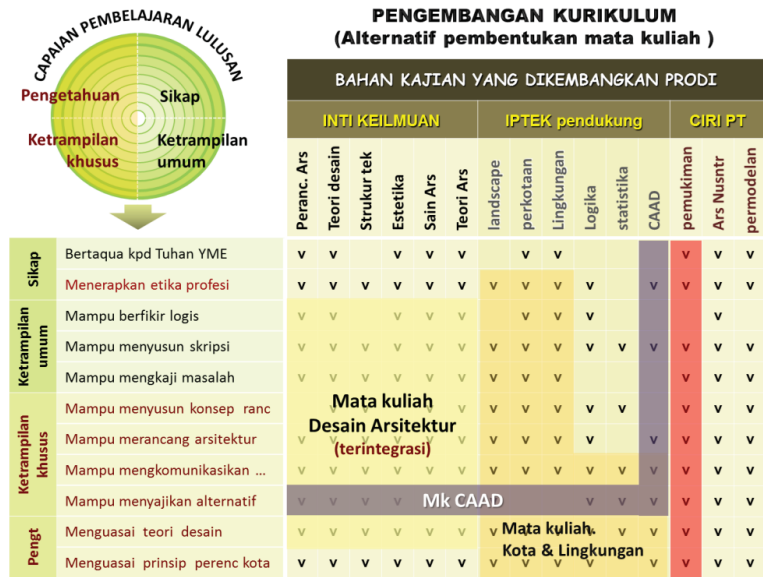 PENGEMBANGAN KURIKULUM
(Alternatif pembentukan mata kuliah )
CAPAIAN PEMBELAJARAN LULUSAN
Pengetahuan
Sikap
Ketrampilan
khusus
Ketrampilan
umum
BAHAN KAJIAN YANG DIKEMBANGKAN PRODI
INTI KEILMUAN
IPTEK pendukung
CIRI PT
Peranc. Ars
Teori desain
Strukur tek
Estetika
Sain Ars
Teori Ars
landscape
perkotaan
Lingkungan
Logika
statistika
CAAD
pemukiman
Ars Nusntr
permodelan
Sikap
Bertaqua kpd Tuhan YME v v v v v v v v v v
Menerapkan etika profesi v v v v v v v v v v v v v v
Ketrampilan
umum
Mampu berfikir logis v v v v v v v v v
Mampu menyusun skripsi v v v v v v v v v v v v v v v
Mampu mengkaji masalah v v v v v v v v v v v v
Ketrampilan
khusus
Mampu menyusun konsep ranc v v v v v v v v
Mampu merancang arsitektur v v v v v v v v
Mampu mengkomunikasikan ... v v v v v v v v v v v v v v v
Mampu menyajikan alternatif v v v v v v v v v v
Pengt
Menguasai teori desain v v v v v v v v v v v v v v v
Menguasai prinsip perenc kota v v v v v v v v v v
Mata kuliah
Desain Arsitektur
(terintegrasi)
Mk CAAD
Mata kuliah
Kota & Lingkungan